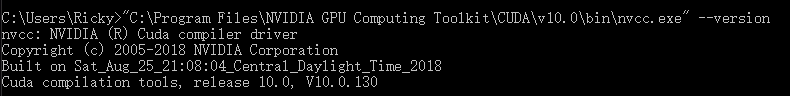 C:\Users\Ricky>"C:\Program Files\NVIDIA GPU Computing Toolkit\CUDA\v10.0\bin\nvcc.exe" --version
nvcc: NVIDIA (R) Cuda compiler driver
Copyright (c) 2005-2018 NVIDIA Corporation
Built on Sat_Aug_25_21:08:04_Central_Daylight_Time_2018
Cuda compilation tools, release 10.0, V10.0.130